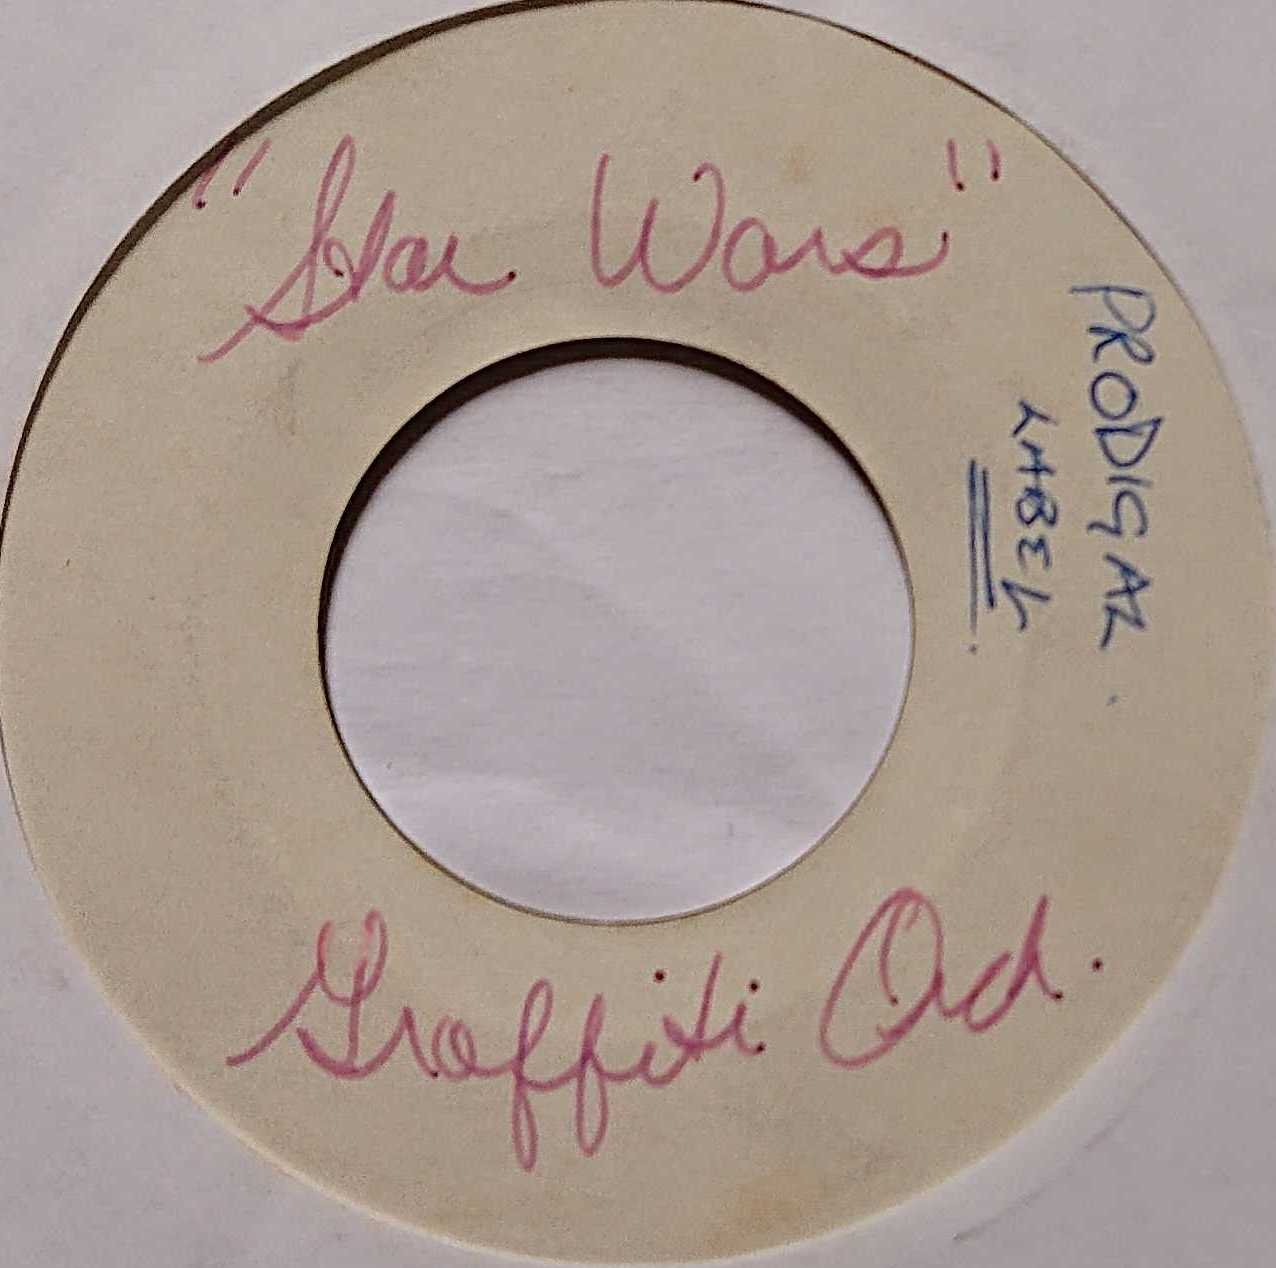 "Star Wars"
PRODIGAL
LABEL
Graffiti Ord.